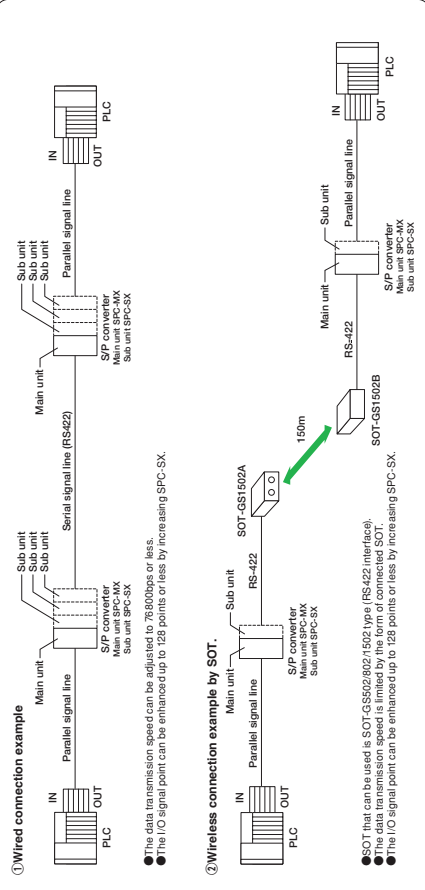 ①Wired connection example
PLC
IN
OUT
Parallel signal line
Main unit
Sub unit
Sub unit
Sub unit
S/P converter
Main unit SPC-MX
Sub unit SPC-SX
Serial signal line (RS422)
Main unit
Sub unit
Sub unit
Sub unit
S/P converter
Main unit SPC-MX
Sub unit SPC-SX
Parallel signal line
IN
OUT
PLC
●The data transmission speed can be adjusted to 76800bps or less.
●The I/O signal point can be enhanced up to 128 points or less by increasing SPC-SX.
②Wireless connection example by SOT.
PLC
IN
OUT
Parallel signal line
Main unit
Sub unit
S/P converter
Main unit SPC-MX
Sub unit SPC-SX
RS-422
SOT-GS1502A
150m
SOT-GS1502B
RS-422
Main unit
Sub unit
S/P converter
Main unit SPC-MX
Sub unit SPC-SX
Parallel signal line
IN
OUT
PLC
●SOT that can be used is SOT-GS502/802/1502 type (RS422 interface).
●The data transmission speed is limited by the form of connected SOT.
●The I/O signal point can be enhanced up to 128 points or less by increasing SPC-SX.